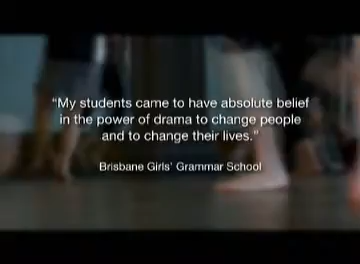 “My students came to have absolute belief
in the power of drama to change people
and to change their lives.”
Brisbane Girls' Grammar School